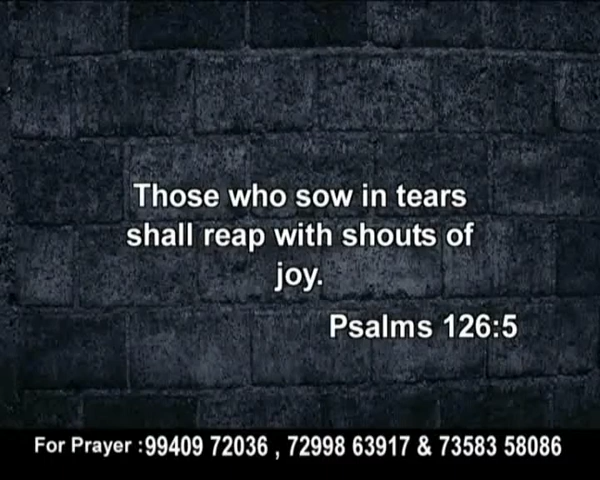 Those who sow in tears
shall reap with shouts of
joy.
Psalms 126:5
For Prayer :99409 72036 , 72998 63917 & 73583 58086